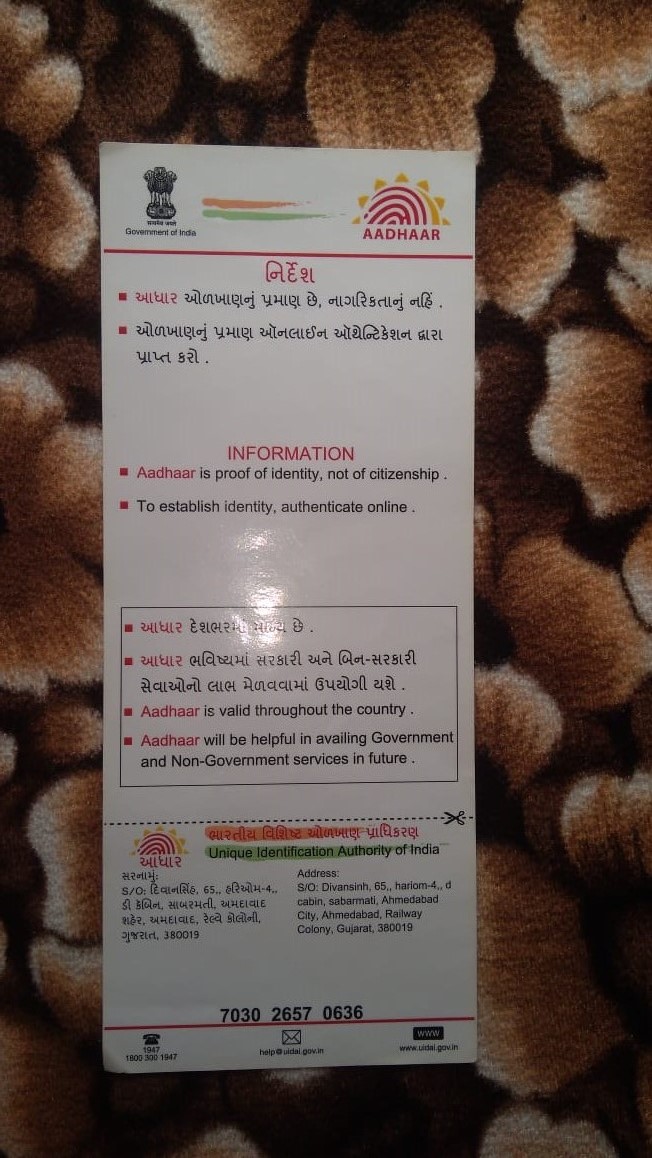 सत्यमेव जयते
Government of India
AADHAAR
નિર્દેશ
■ આધાર ઓળખાણનું પ્રમાણ છે, નાગરિકતાનું નહિં .
■ ઓળખાણનું પ્રમાણ ઑનલાઈન ઑથેન્ટિકેશન દ્વારા
પ્રાપ્ત કરો .
INFORMATION
■ Aadhaar is proof of identity, not of citizenship .
■ To establish identity, authenticate online .
■ આધાર દેશભરમાં માન્ય છે .
■ આધાર ભવિષ્યમાં સરકારી અને બિન-સરકારી
સેવાઓનો લાભ મેળવવામાં ઉપયોગી થશે .
■ Aadhaar is valid throughout the country .
■ Aadhaar will be helpful in availing Government
and Non-Government services in future .
ભારતીય વિશિષ્ટ ઓળખાણ પ્રાધિકરણ
Unique Identification Authority of India
આધાર
સરનામું:
S/O: દિવાનસિંહ, 65,, હરિઓમ-4,,
ડી કેબિન, સાબરમતી, અમદાવાદ
શહેર, અમદાવાદ, રેલ્વે કોલોની,
ગુજરાત, 380019
Address:
S/O: Divansinh, 65,, hariom-4,, d
cabin, sabarmati, Ahmedabad
City, Ahmedabad, Railway
Colony, Gujarat, 380019
7030 2657 0636
1947
1800 300 1947
help@uidai.gov.in
www
www.uidai.gov.in